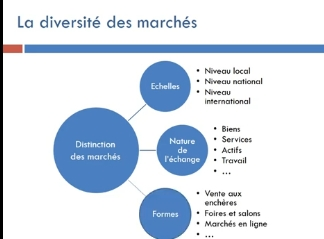 La diversité des marchés
Echelles
• Niveau local
• Niveau national
• Niveau
international
Distinction
des marchés
Nature
de
l'échange
• Biens
• Services
• Actifs
• Travail
• ...
Formes
• Vente aux
enchères
• Foires et salons
• Marchés en ligne
• ...